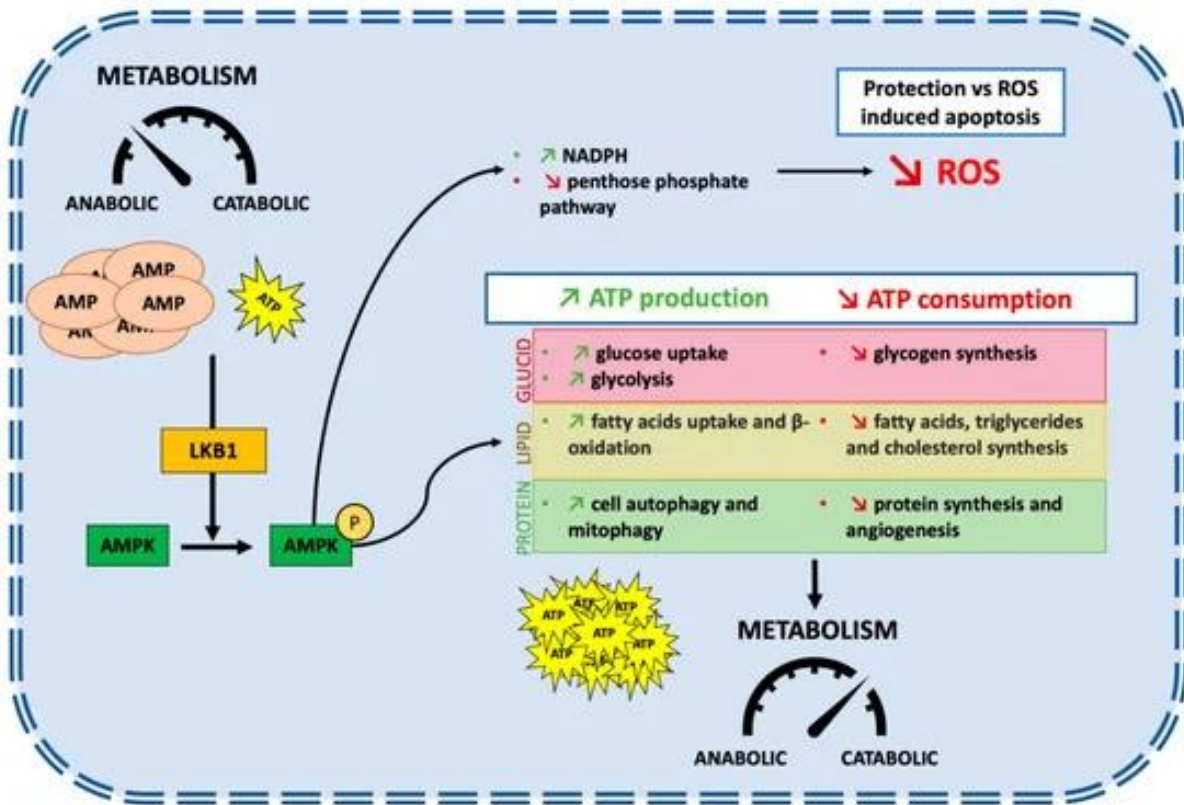 METABOLISM
ANABOLIC
CATABOLIC
AMP
AMP
AMP
ATP
LKB1
AMPK
AMPK
P
NADPH
penthose phosphate
pathway
Protection vs ROS
induced apoptosis
ROS
ATP production
ATP consumption
GLUCID
glucose uptake
glycolysis
glycogen synthesis
LIPID
fatty acids uptake and β-
oxidation
fatty acids, triglycerides
and cholesterol synthesis
PROTEIN
cell autophagy and
mitophagy
protein synthesis and
angiogenesis
ATP
ATP
ATP
ATP
ATP
ATP
METABOLISM
ANABOLIC
CATABOLIC